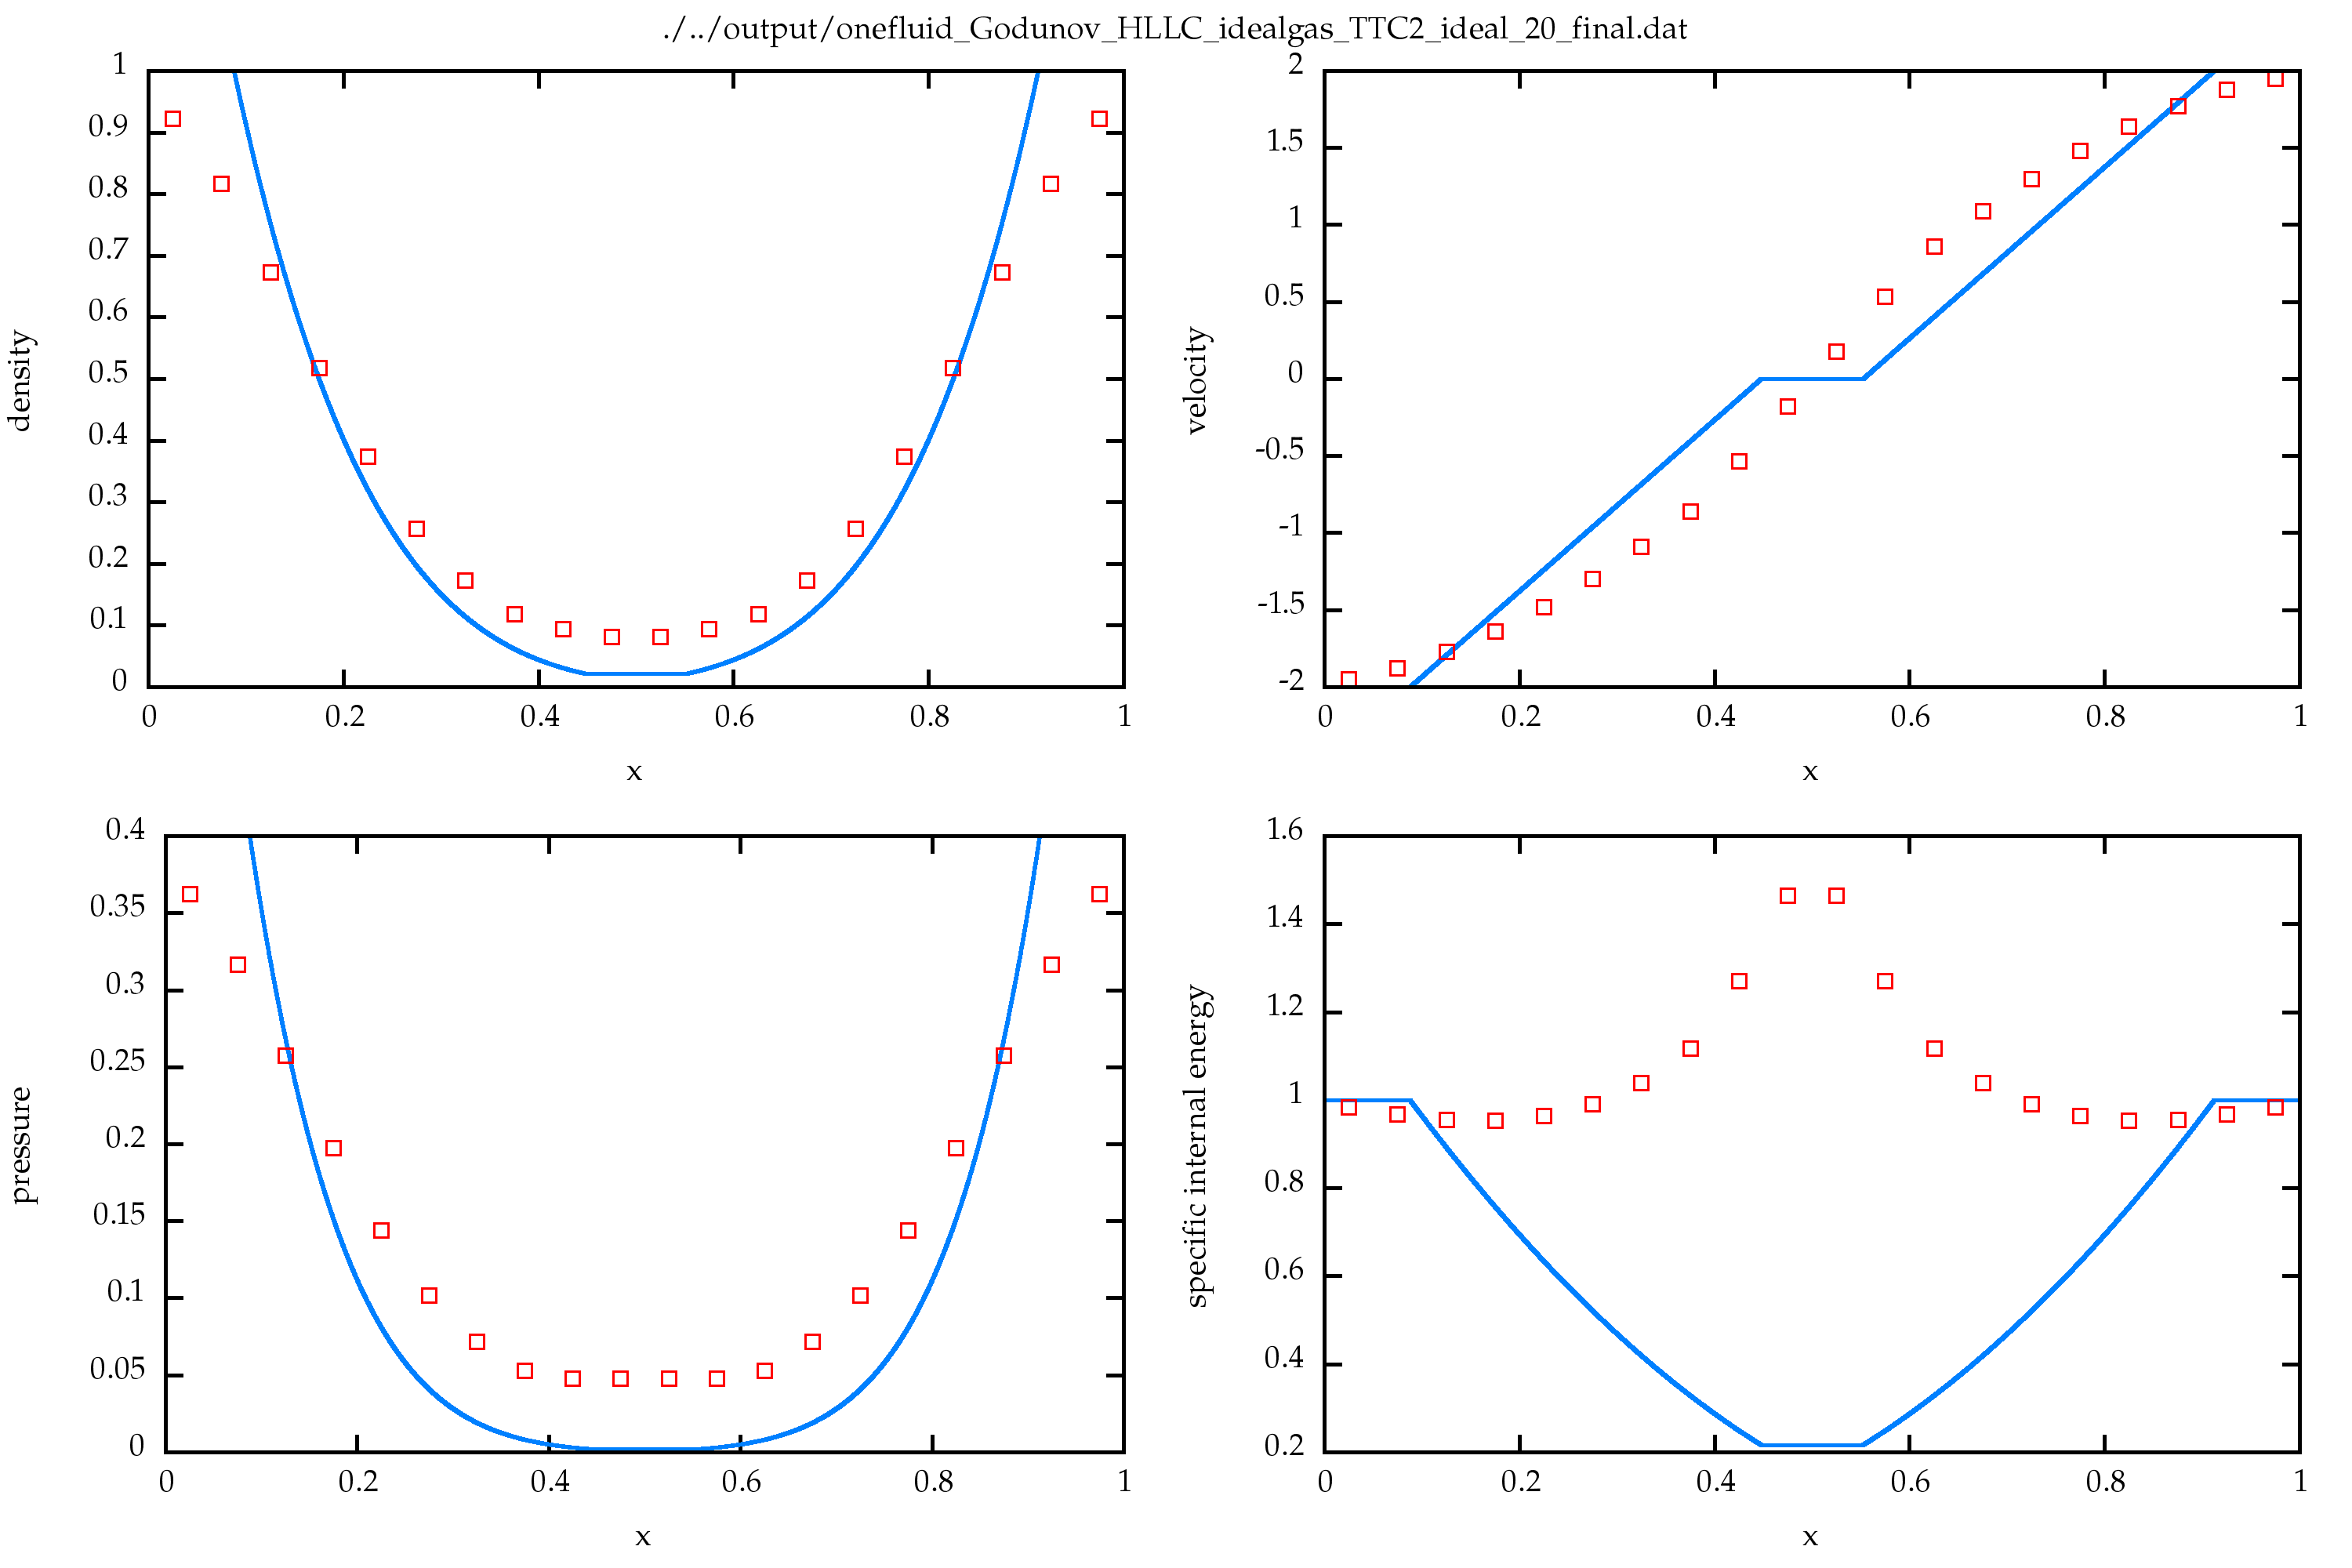 ./../output/onefluid_Godunov_HLLC_idealgas_TTC2_ideal_20_final.dat
1
0.9
0.8
0.7
0.6
0.5
0.4
0.3
0.2
0.1
0
density
0 0.2 0.4 0.6 0.8 1
x
2
1.5
1
0.5
0
-0.5
-1
-1.5
-2
velocity
0 0.2 0.4 0.6 0.8 1
x
0.4
0.35
0.3
0.25
0.2
0.15
0.1
0.05
0
pressure
0 0.2 0.4 0.6 0.8 1
x
1.6
1.4
1.2
1
0.8
0.6
0.4
0.2
specific internal energy
0 0.2 0.4 0.6 0.8 1
x